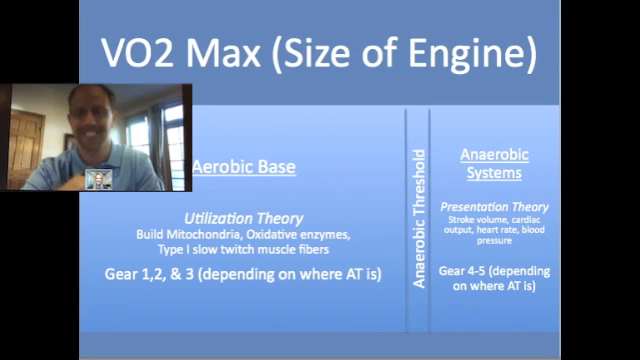 VO2 Max (Size of Engine)
Aerobic Base
Utilization Theory
Build Mitochondria, Oxidative enzymes,
Type I slow twitch muscle fibers
Gear 1,2, & 3 (depending on where AT is)
Anaerobic Threshold
Anaerobic
Systems
Presentation Theory
Stroke volume, cardiac
output, heart rate, blood
pressure
Gear 4-5 (depending
on where AT is)